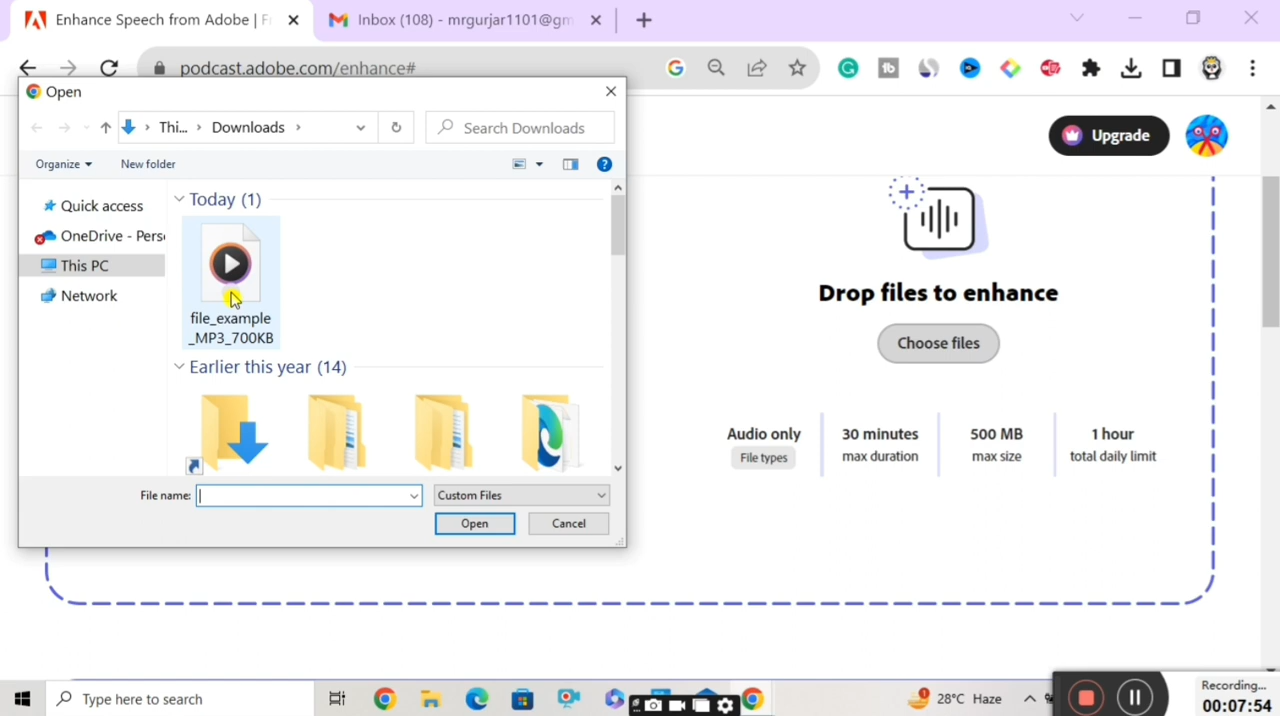 Enhance Speech from Adobe | Fr
Inbox (108) - mrgurjar1101@gm
podcast.adobe.com/enhance#
Open
Thi... > Downloads >
Search Downloads
Organize
New folder
Upgrade
Quick access
OneDrive - Perso
This PC
Network
Today (1)
file_example
_MP3_700KB
Earlier this year (14)
Drop files to enhance
Choose files
Audio only
File types
30 minutes
max duration
500 MB
max size
1 hour
total daily limit
File name:
Custom Files
Open
Cancel
Type here to search
28°C Haze
Recording...
00:07:54